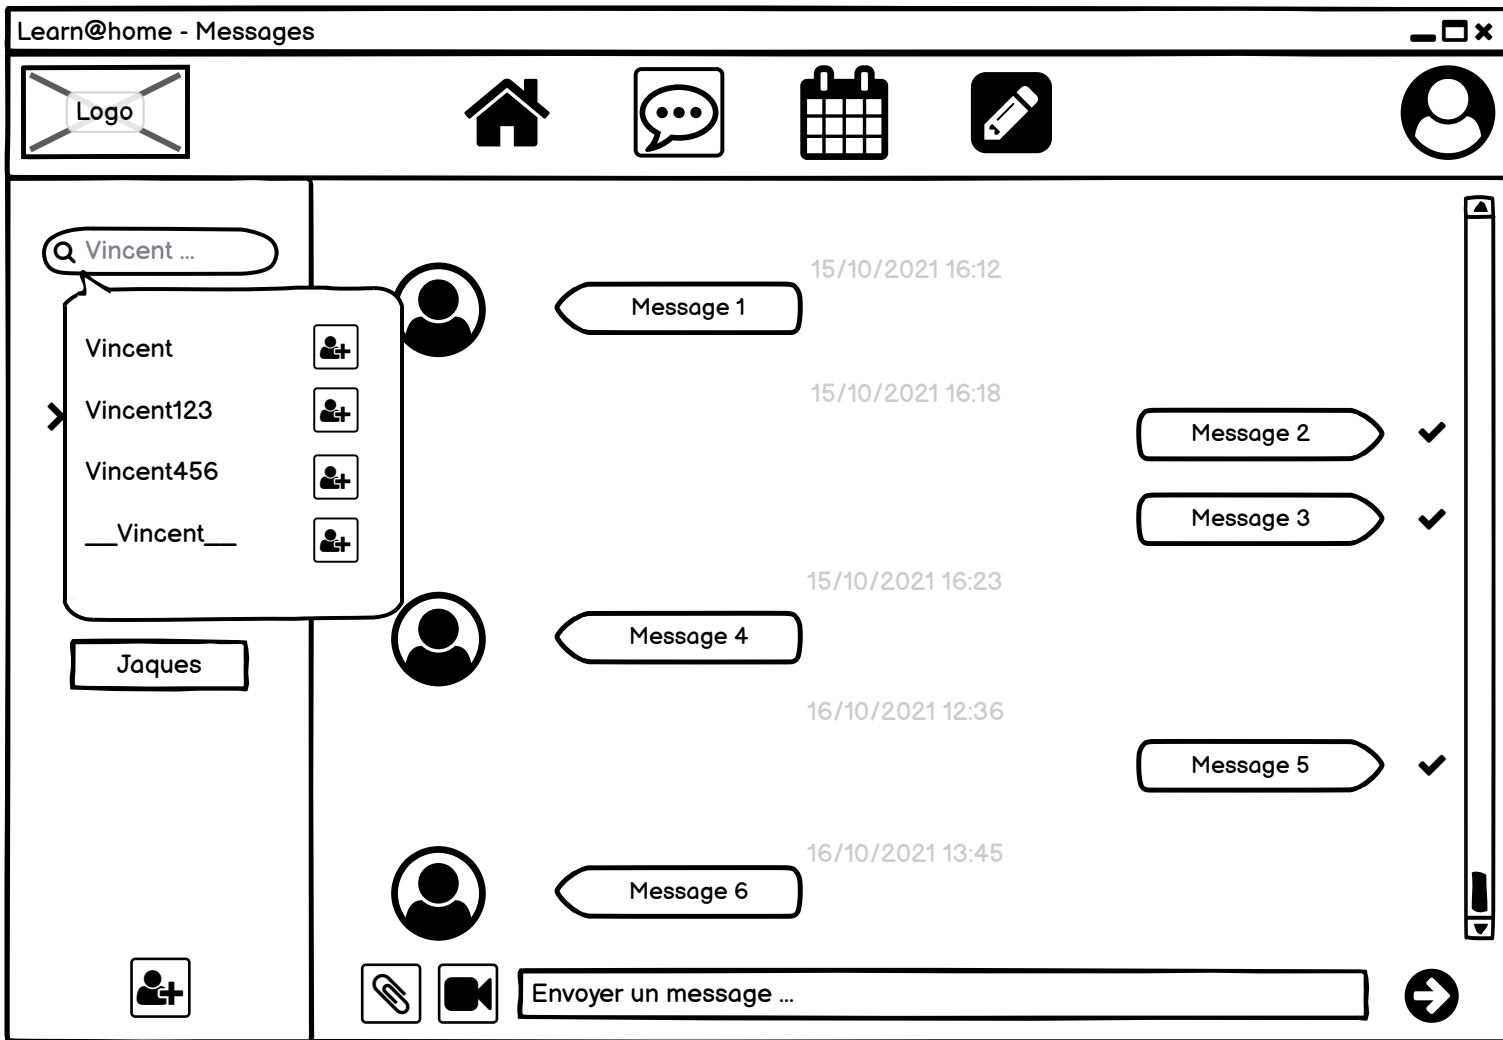 Learn@home - Messages
Logo
Vincent ...
Vincent
Vincent123
Vincent456
__Vincent__
Jaques
15/10/2021 16:12
Message 1
15/10/2021 16:18
Message 2
Message 3
15/10/2021 16:23
Message 4
16/10/2021 12:36
Message 5
16/10/2021 13:45
Message 6
Envoyer un message ...